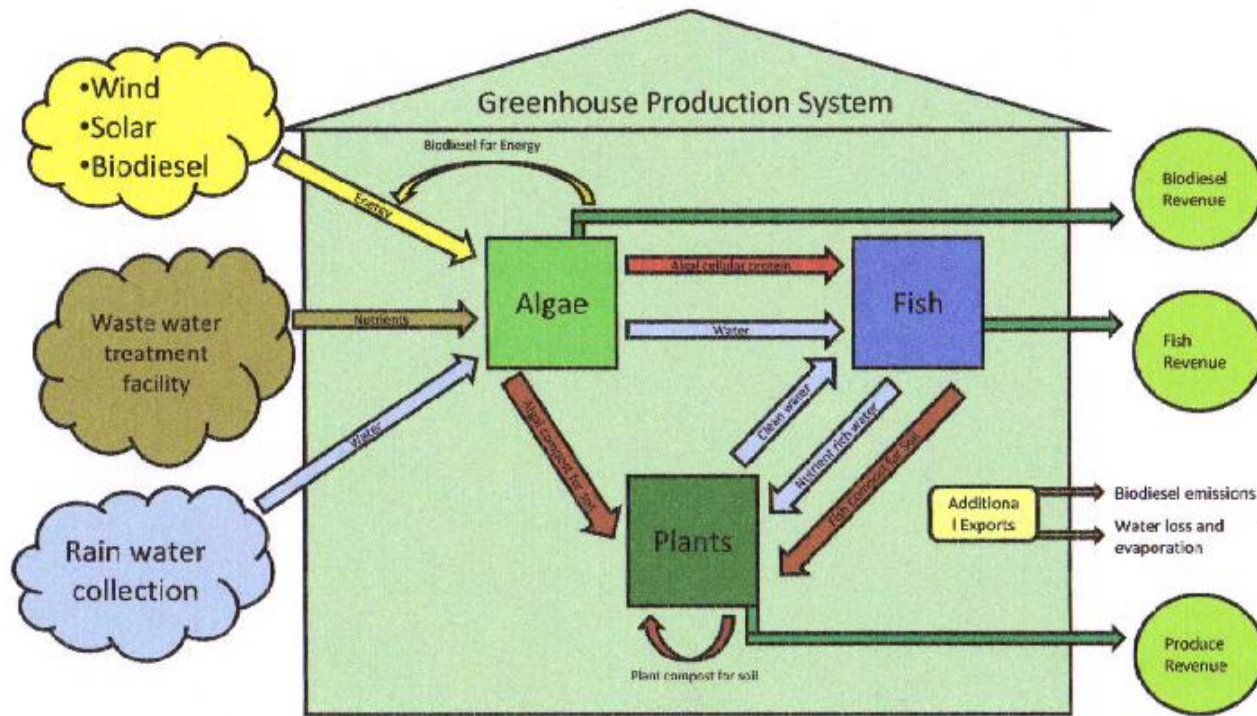 Greenhouse Production System
•Wind
•Solar
•Biodiesel
Biodiesel for Energy
Energy
Biodiesel
Revenue
Algae
Algal cellular protein
Fish
Waste water
treatment
facility
Nutrients
Water
Fish
Revenue
Water
Algal compost for soil
Clean water
Nutrient rich water
Fish Compost for Soil
Rain water
collection
Plants
Additiona
l Exports
Biodiesel emissions
Water loss and
evaporation
Plant compost for soil
Produce
Revenue